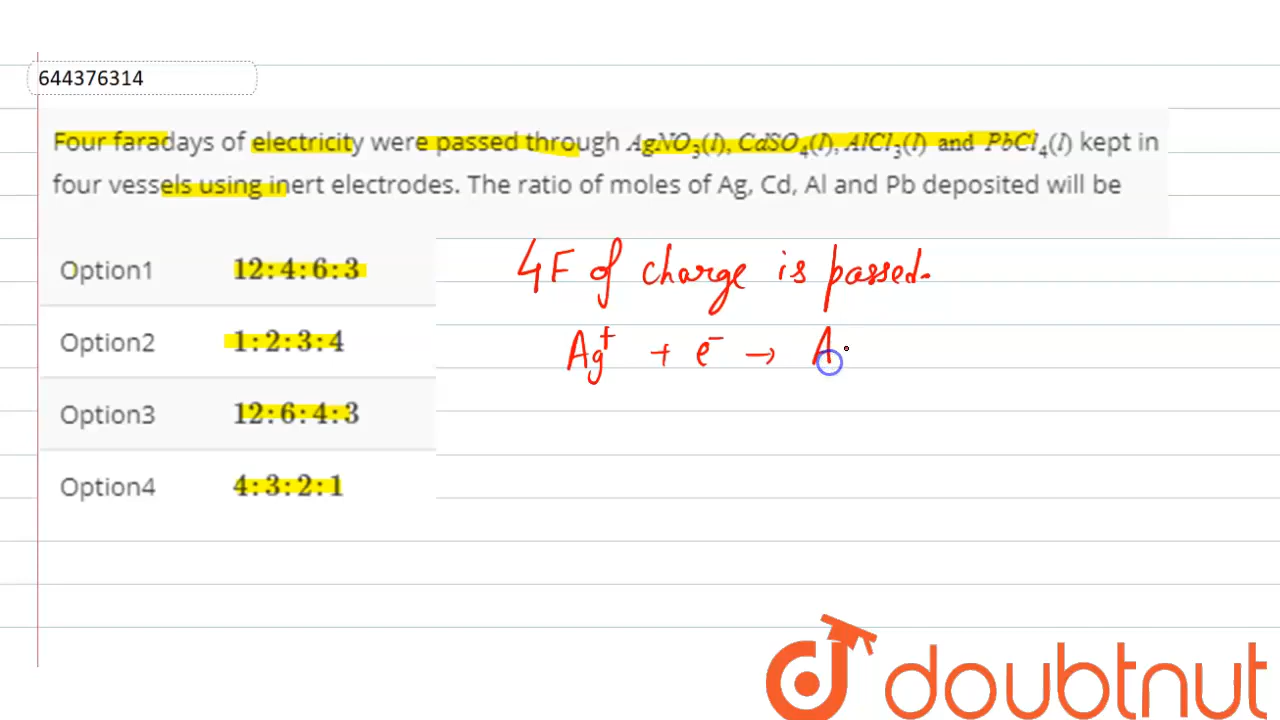 644376314
Four faradays of electricity were passed through AgNO₃(l), CdSO₄(l), AlCl₃(l) and PbCl₄(l) kept in
four vessels using inert electrodes. The ratio of moles of Ag, Cd, Al and Pb deposited will be
Option1 12 : 4 : 6 : 3
Option2 1 : 2 : 3 : 4
Option3 12 : 6 : 4 : 3
Option4 4 : 3 : 2 : 1
4F of charge is passed.
Ag⁺ + e⁻ → A
doubtnut